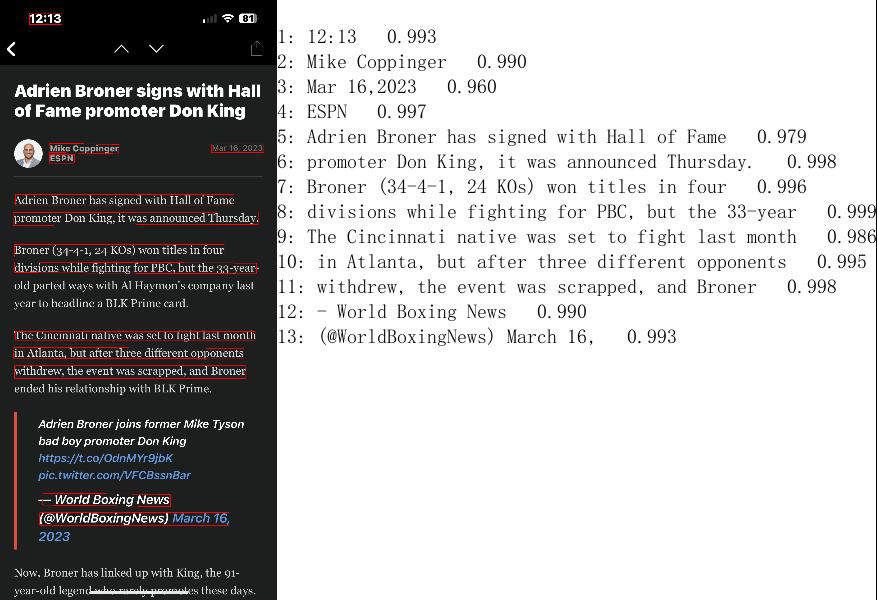 12:13
81
Adrien Broner signs with Hall
of Fame promoter Don King
Mike Coppinger
ESPN
Mar 16, 2023
Adrien Broner has signed with Hall of Fame
promoter Don King, it was announced Thursday.
Broner (34-4-1, 24 KOs) won titles in four
divisions while fighting for PBC, but the 33-year-
old parted ways with Al Haymon's company last
year to headline a BLK Prime card.
The Cincinnati native was set to fight last month
in Atlanta, but after three different opponents
withdrew, the event was scrapped, and Broner
ended his relationship with BLK Prime.
Adrien Broner joins former Mike Tyson
bad boy promoter Don King
https://t.co/OdnMYr9jbK
pic.twitter.com/VFCBssnBar
— World Boxing News
(@WorldBoxingNews) March 16,
2023
Now, Broner has linked up with King, the 91-
year-old legend who rarely promotes these days.
1: 12:13 0.993
2: Mike Coppinger 0.990
3: Mar 16,2023 0.960
4: ESPN 0.997
5: Adrien Broner has signed with Hall of Fame 0.979
6: promoter Don King, it was announced Thursday. 0.998
7: Broner (34-4-1, 24 KOs) won titles in four 0.996
8: divisions while fighting for PBC, but the 33-year 0.999
9: The Cincinnati native was set to fight last month 0.986
10: in Atlanta, but after three different opponents 0.995
11: withdrew, the event was scrapped, and Broner 0.998
12: - World Boxing News 0.990
13: (@WorldBoxingNews) March 16, 0.993